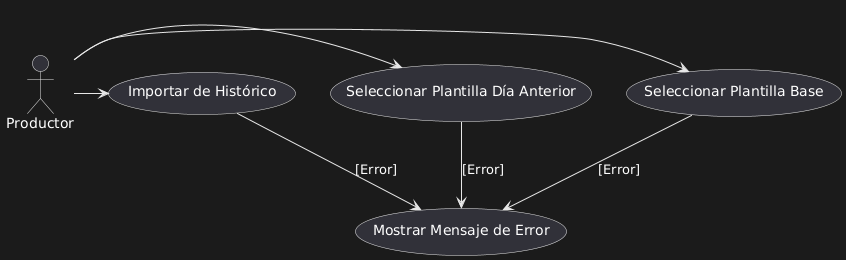 Productor
Importar de Histórico
Seleccionar Plantilla Día Anterior
Seleccionar Plantilla Base
[Error]
[Error]
[Error]
Mostrar Mensaje de Error